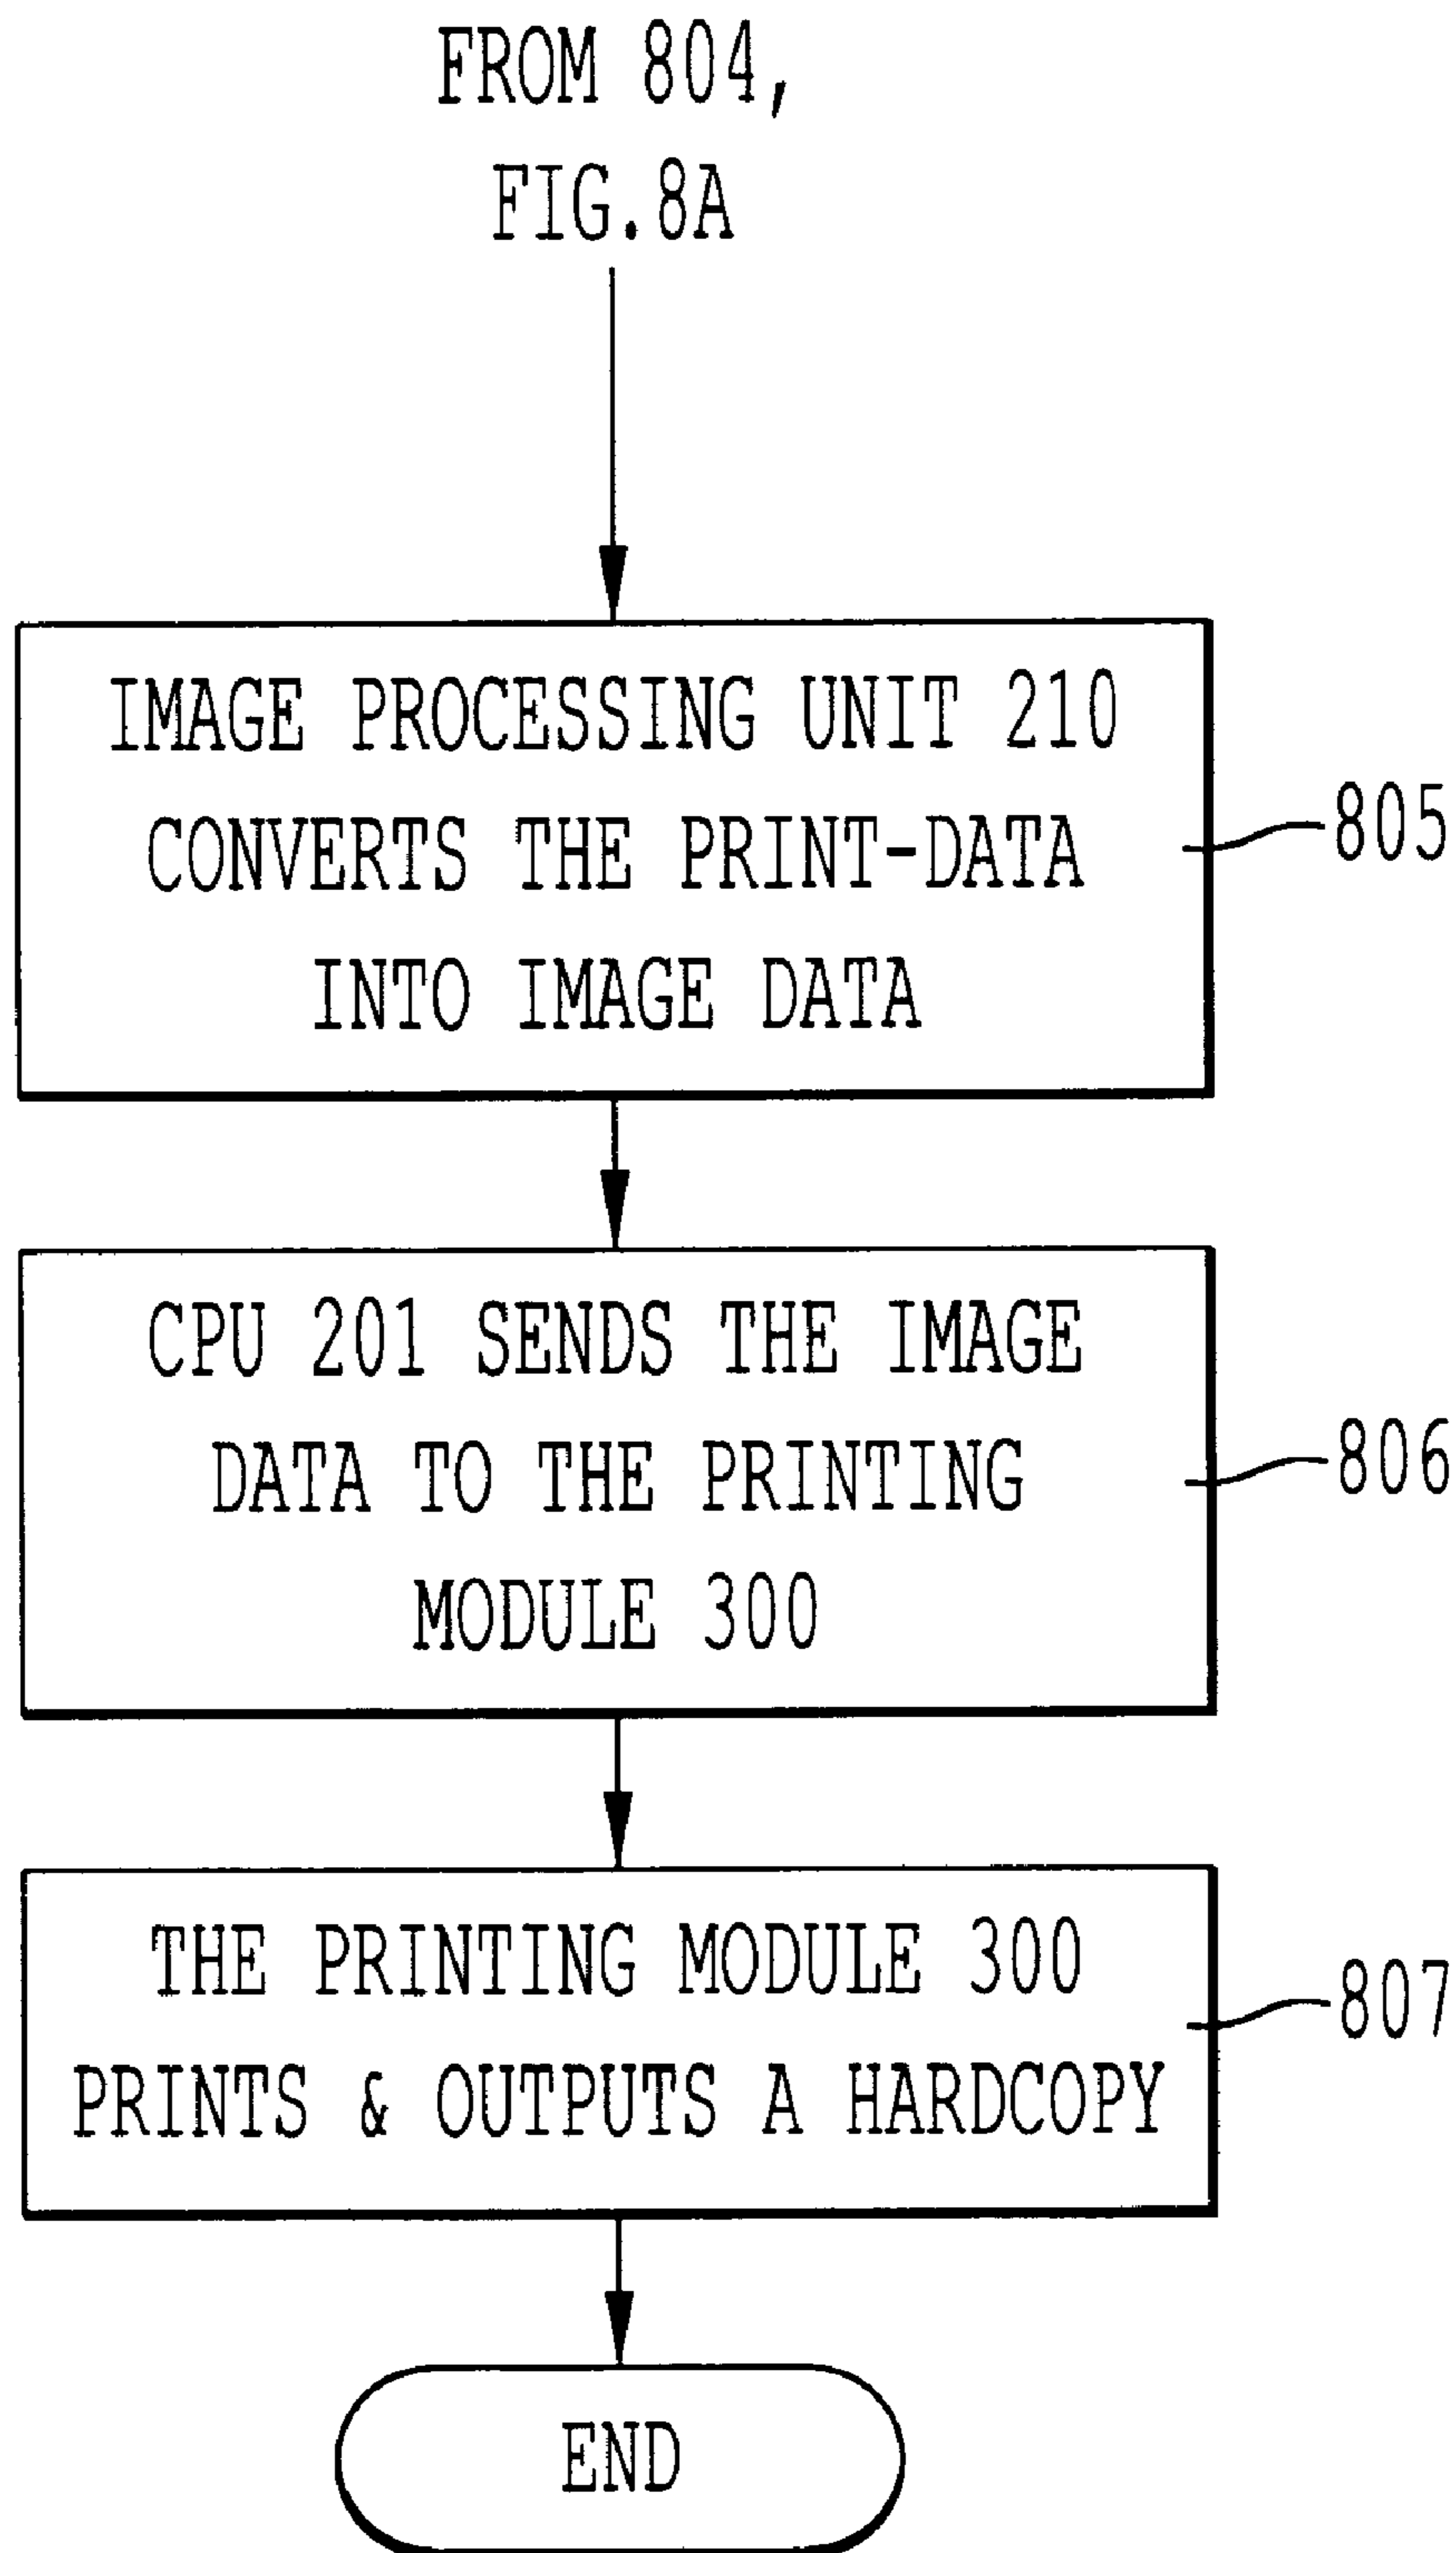 FROM 804,
FIG.8A
IMAGE PROCESSING UNIT 210
CONVERTS THE PRINT-DATA
INTO IMAGE DATA
805
CPU 201 SENDS THE IMAGE
DATA TO THE PRINTING
MODULE 300
806
THE PRINTING MODULE 300
PRINTS & OUTPUTS A HARDCOPY
807
END